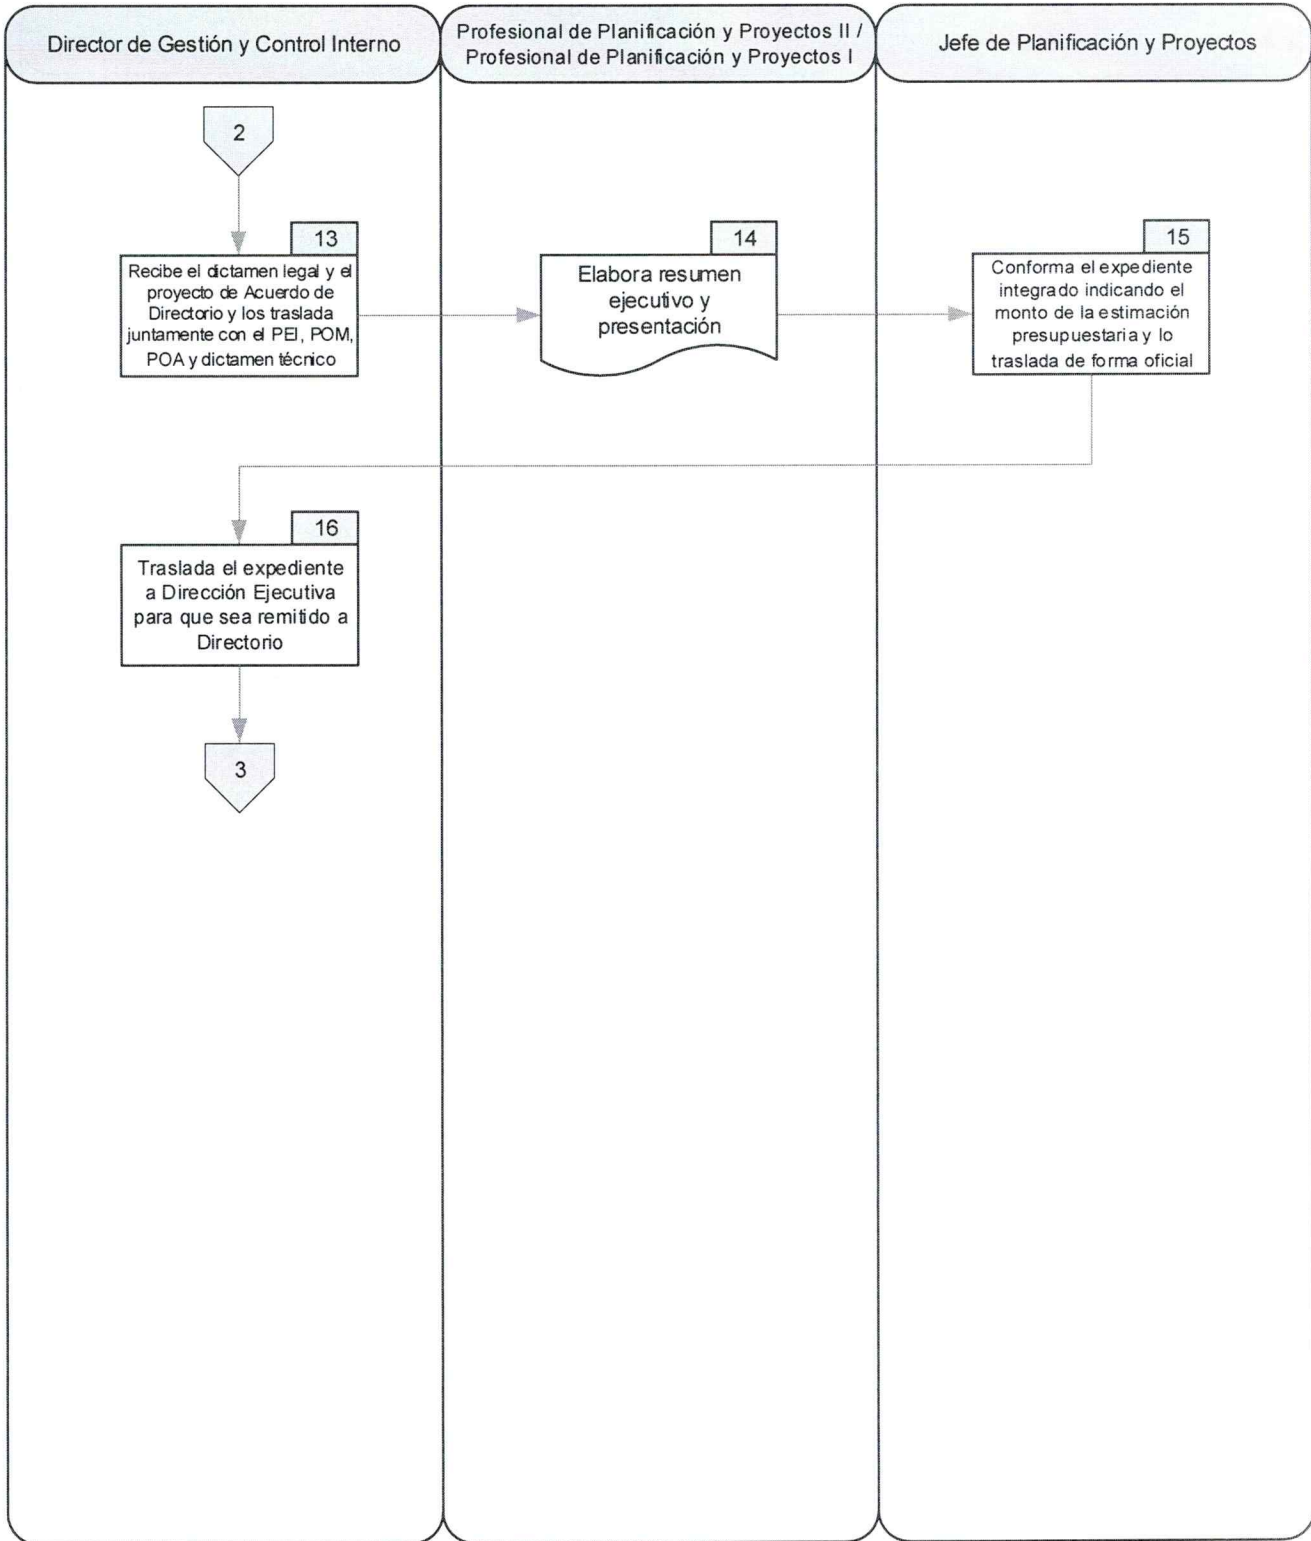 Director de Gestión y Control Interno
Profesional de Planificación y Proyectos II /
Profesional de Planificación y Proyectos I
Jefe de Planificación y Proyectos
2
13
Recibe el dictamen legal y el
proyecto de Acuerdo de
Directorio y los traslada
juntamente con el PEI, POM,
POA y dictamen técnico
14
Elabora resumen
ejecutivo y
presentación
15
Conforma el expediente
integrado indicando el
monto de la estimación
presupuestaria y lo
traslada de forma oficial
16
Traslada el expediente
a Dirección Ejecutiva
para que sea remitido a
Directorio
3